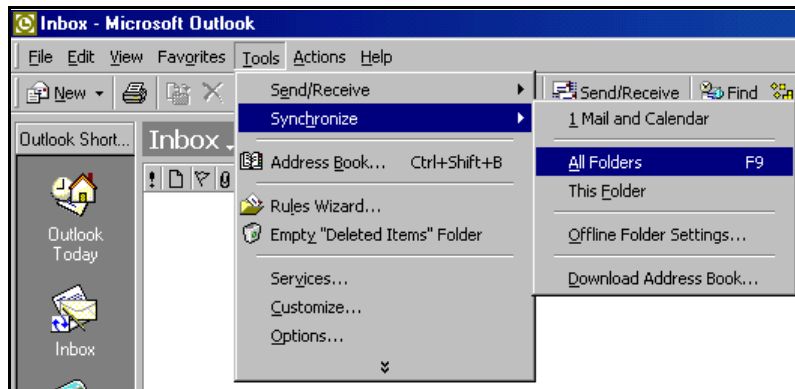 Inbox - Microsoft Outlook
File Edit View Favorites Tools Actions Help
New Send/Receive Find
Outlook Short... Inbox
Outlook Today
Inbox
Send/Receive
Synchronize
Address Book... Ctrl+Shift+B
Rules Wizard...
Empty "Deleted Items" Folder
Services...
Customize...
Options...
1 Mail and Calendar
All Folders F9
This Folder
Offline Folder Settings...
Download Address Book...